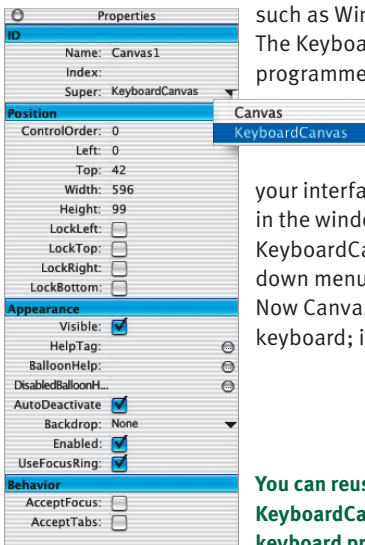 Properties
ID
Name: Canvas1
Index:
Super: KeyboardCanvas
Position
ControlOrder: 0
Left: 0
Top: 42
Width: 596
Height: 99
LockLeft:
LockTop:
LockRight:
LockBottom:
Appearance
Visible:
HelpTag:
BalloonHelp:
DisabledBalloonH...
AutoDeactivate
Backdrop: None
Enabled:
UseFocusRing:
Behavior
AcceptFocus:
AcceptTabs:
Canvas
KeyboardCanvas
such as Win
The Keyboa
programme
your interfa
in the windo
KeyboardCa
down menu
Now Canvas
keyboard; i
You can reus
KeyboardCa
keyboard pr